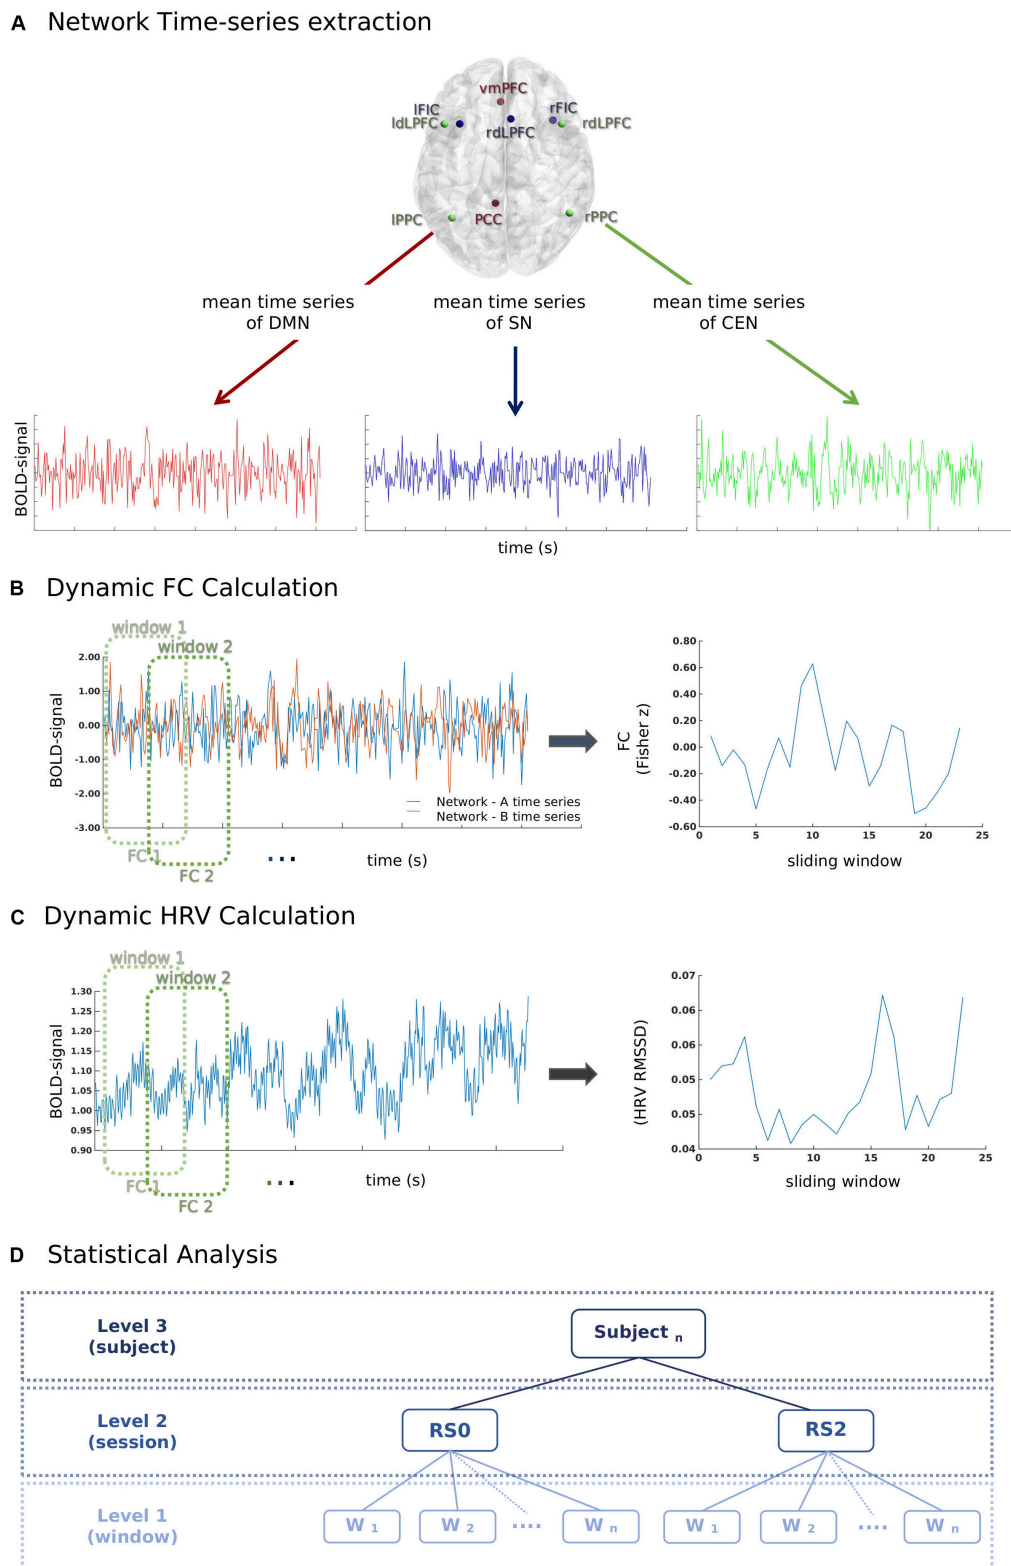 A Network Time-series extraction
vmPFC
lFIC
rFIC
ldLPFC
rdLPFC
rdLPFC
lPPC
PCC
rPPC
mean time series
of DMN
mean time series
of SN
mean time series
of CEN
BOLD-signal
time (s)
B Dynamic FC Calculation
window 1
window 2
2.00
1.00
0.00
-1.00
-2.00
-3.00
BOLD-signal
Network - A time series
Network - B time series
FC 1
FC 2
...
time (s)
0.80
0.60
0.40
0.20
0.00
-0.20
-0.40
-0.60
FC
(Fisher z)
0 5 10 15 20 25
sliding window
C Dynamic HRV Calculation
window 1
window 2
1.30
1.25
1.20
1.15
1.10
1.05
1.00
0.95
0.90
BOLD-signal
FC 1
FC 2
...
time (s)
0.07
0.06
0.06
0.05
0.05
0.04
(HRV RMSSD)
0 5 10 15 20 25
sliding window
D Statistical Analysis
Level 3
(subject)
Subject n
Level 2
(session)
RS0
RS2
Level 1
(window)
W 1 W 2 .... W n W 1 W 2 .... W n